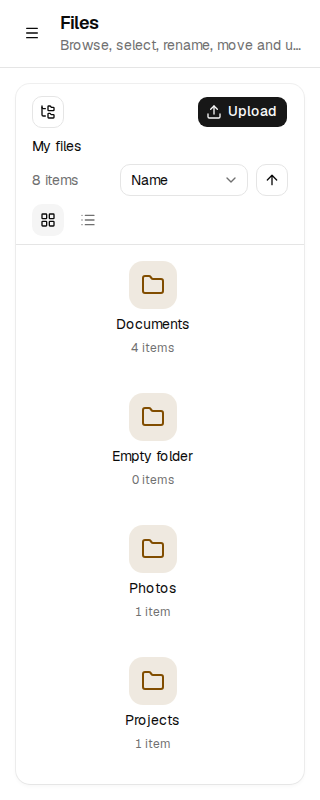 Files
Browse, select, rename, move and u...
Upload
My files
8 items
Name
Documents
4 items
Empty folder
0 items
Photos
1 item
Projects
1 item